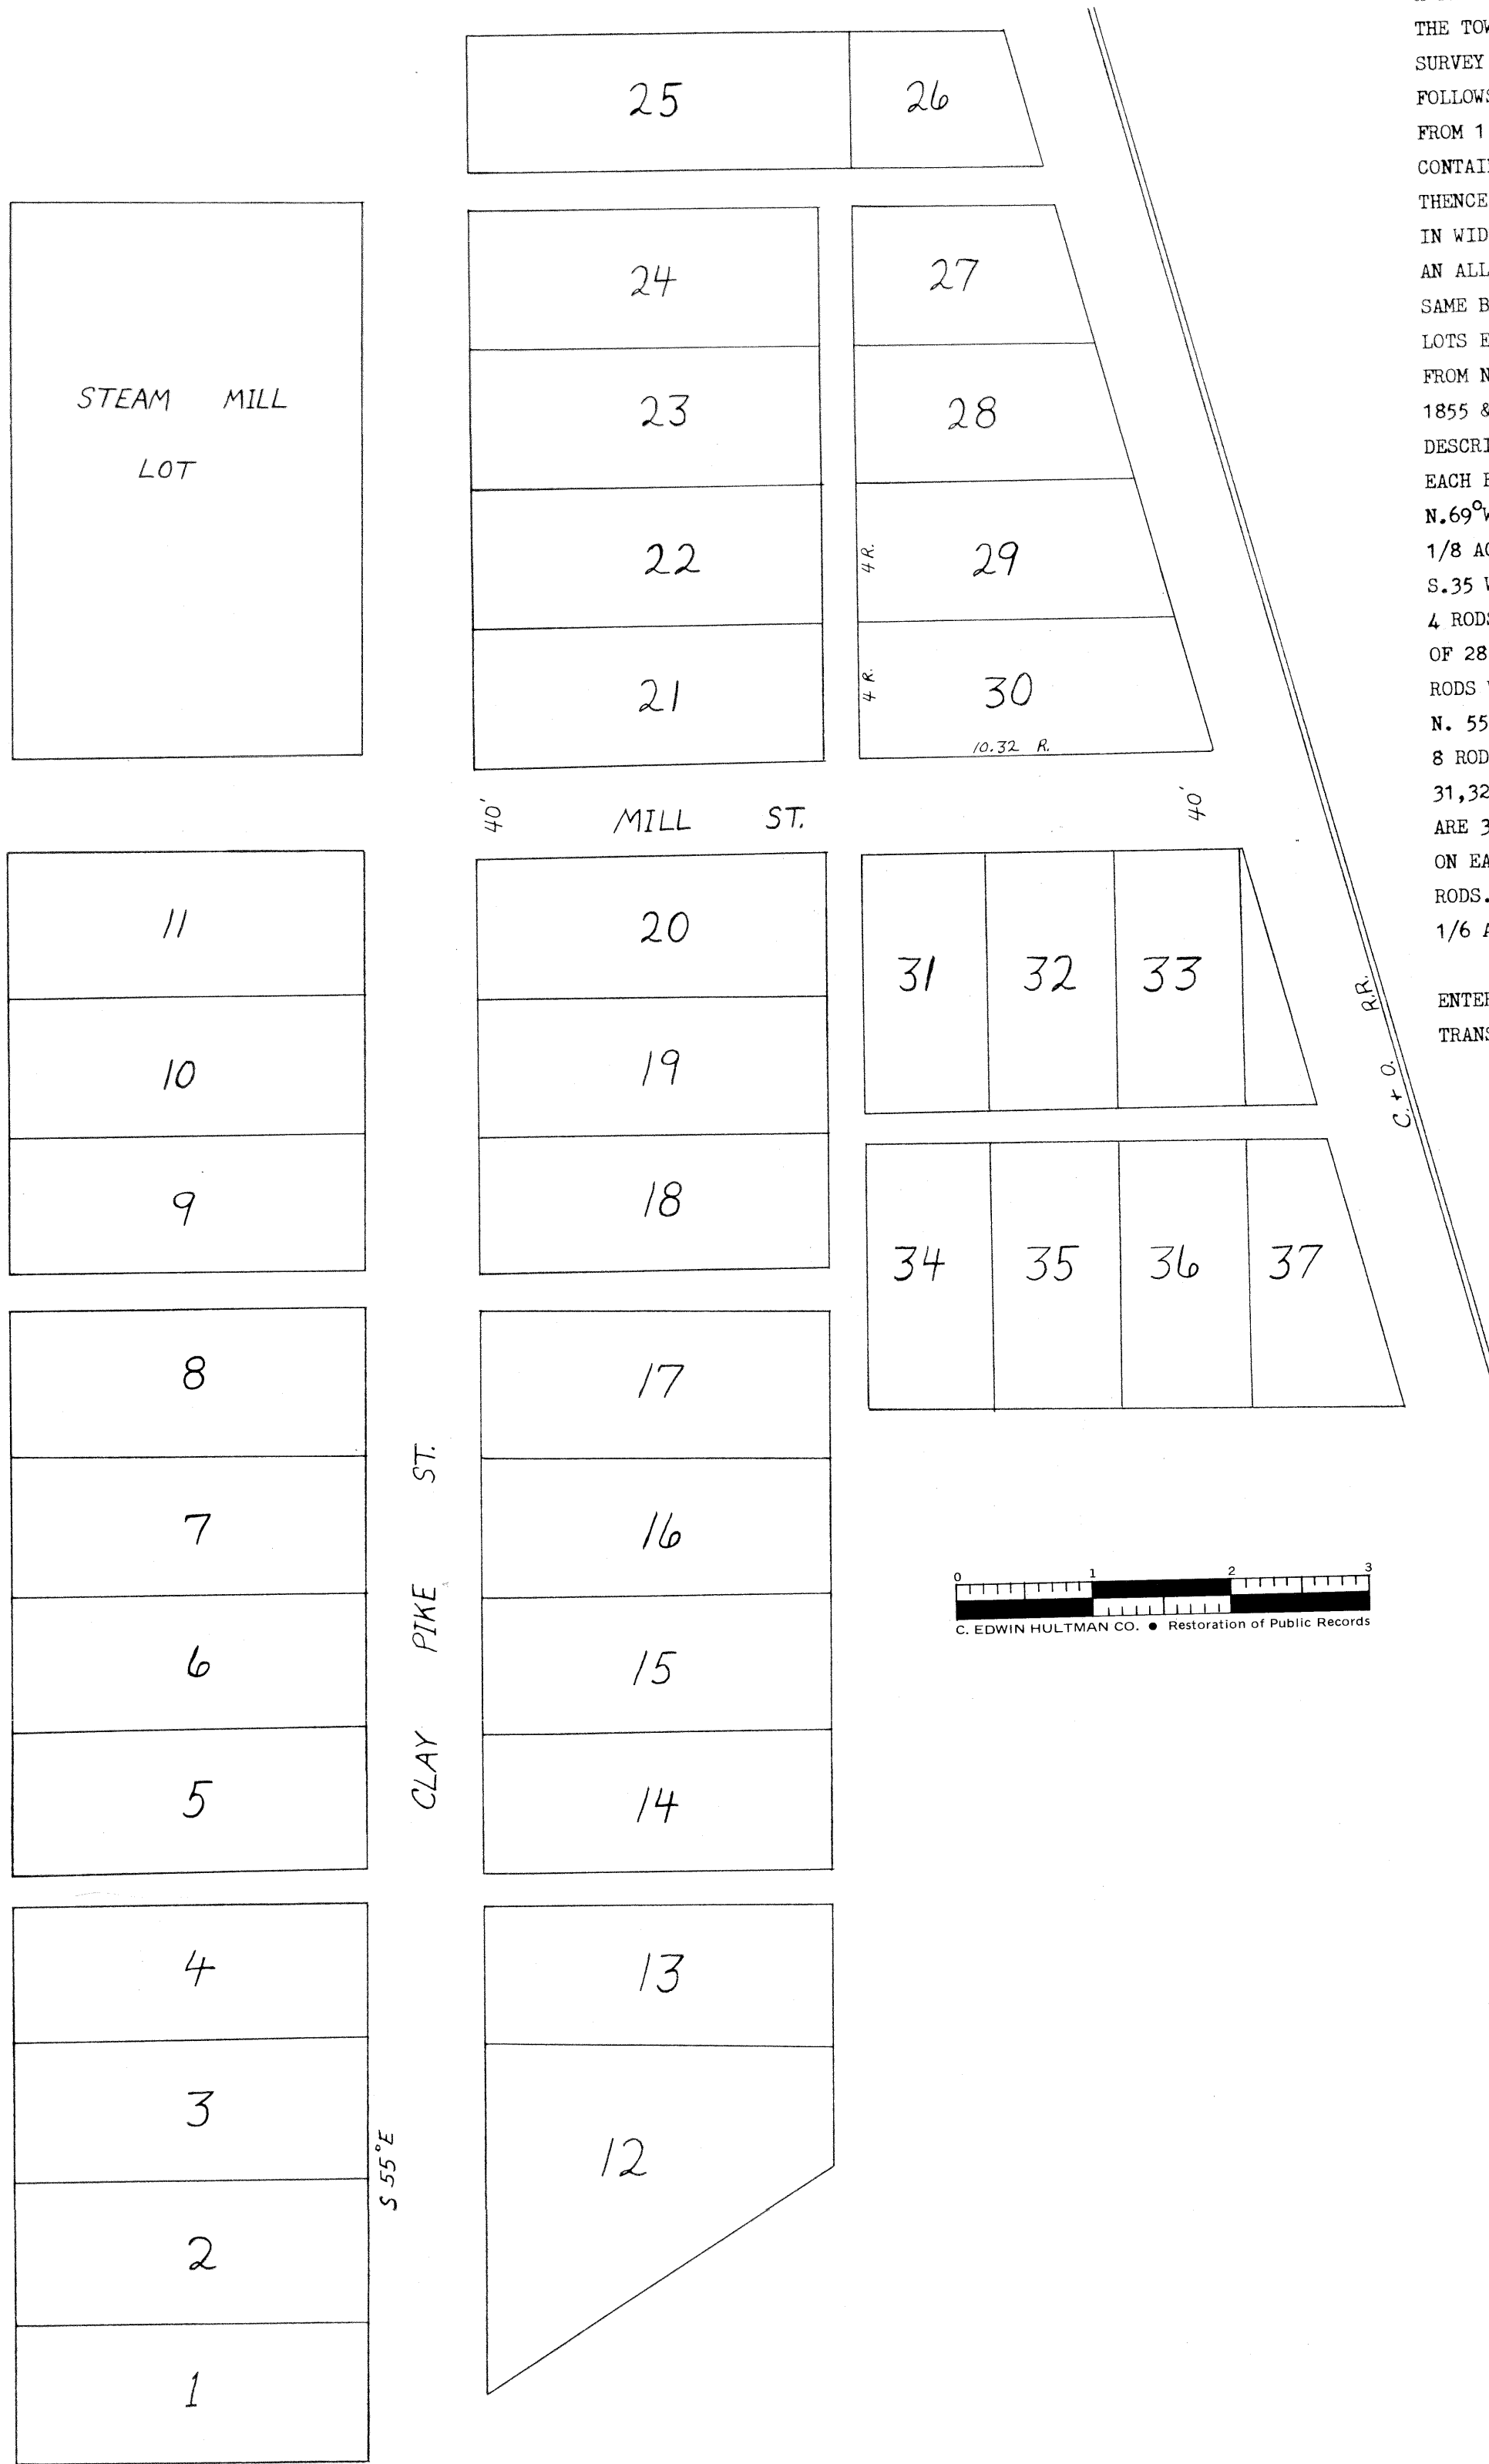 25
26
24
27
STEAM MILL
LOT
23
28
22
4 R.
29
21
4 R.
30
10.32 R.
40'
MILL ST.
40'
11
20
31
32
33
10
19
R.R.
C. + O.
9
18
34
35
36
37
8
17
CLAY PIKE ST.
7
16
6
15
5
14
0 1 2 3
C. EDWIN HULTMAN CO. ● Restoration of Public Records
4
13
3
12
S 55°E
2
1
THE TOW
SURVEY
FOLLOWS
FROM 1
CONTAI
THENCE
IN WID
AN ALL
SAME B
LOTS E
FROM N
1855 &
DESCRI
EACH
N.69°W
1/8 AC
S.35 W
4 RODS
OF 28
RODS
N. 55
8 ROD
31,32
ARE 3
ON EA
RODS.
1/6 A
ENTE
TRANS